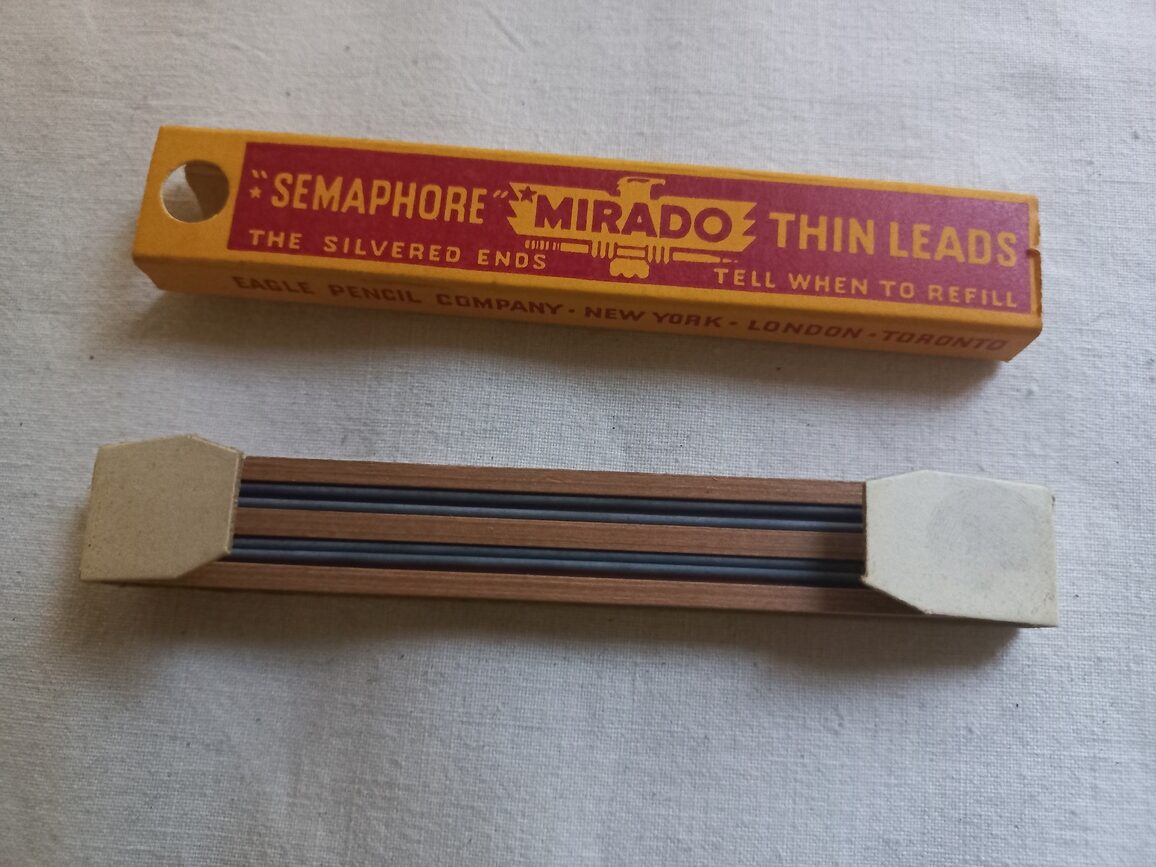 "SEMAPHORE" MIRADO THIN LEADS
THE SILVERED ENDS TELL WHEN TO REFILL
EAGLE PENCIL COMPANY · NEW YORK · LONDON · TORONTO